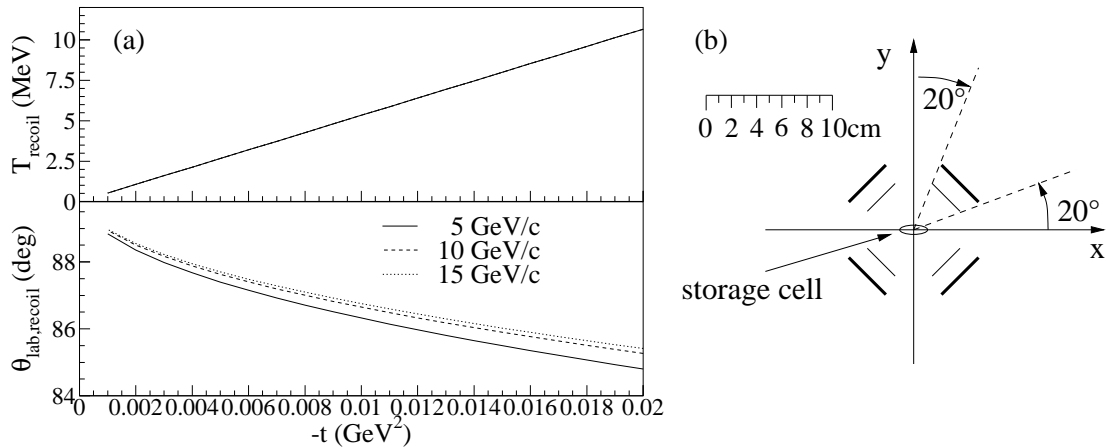 (a)
T_recoil (MeV)
10
7.5
5
2.5
0
θ_lab,recoil (deg)
88
86
84
5 GeV/c
10 GeV/c
15 GeV/c
0 0.002 0.004 0.006 0.008 0.01 0.012 0.014 0.016 0.018 0.02
-t (GeV²)
(b)
y
20°
0 2 4 6 8 10cm
20°
x
storage cell